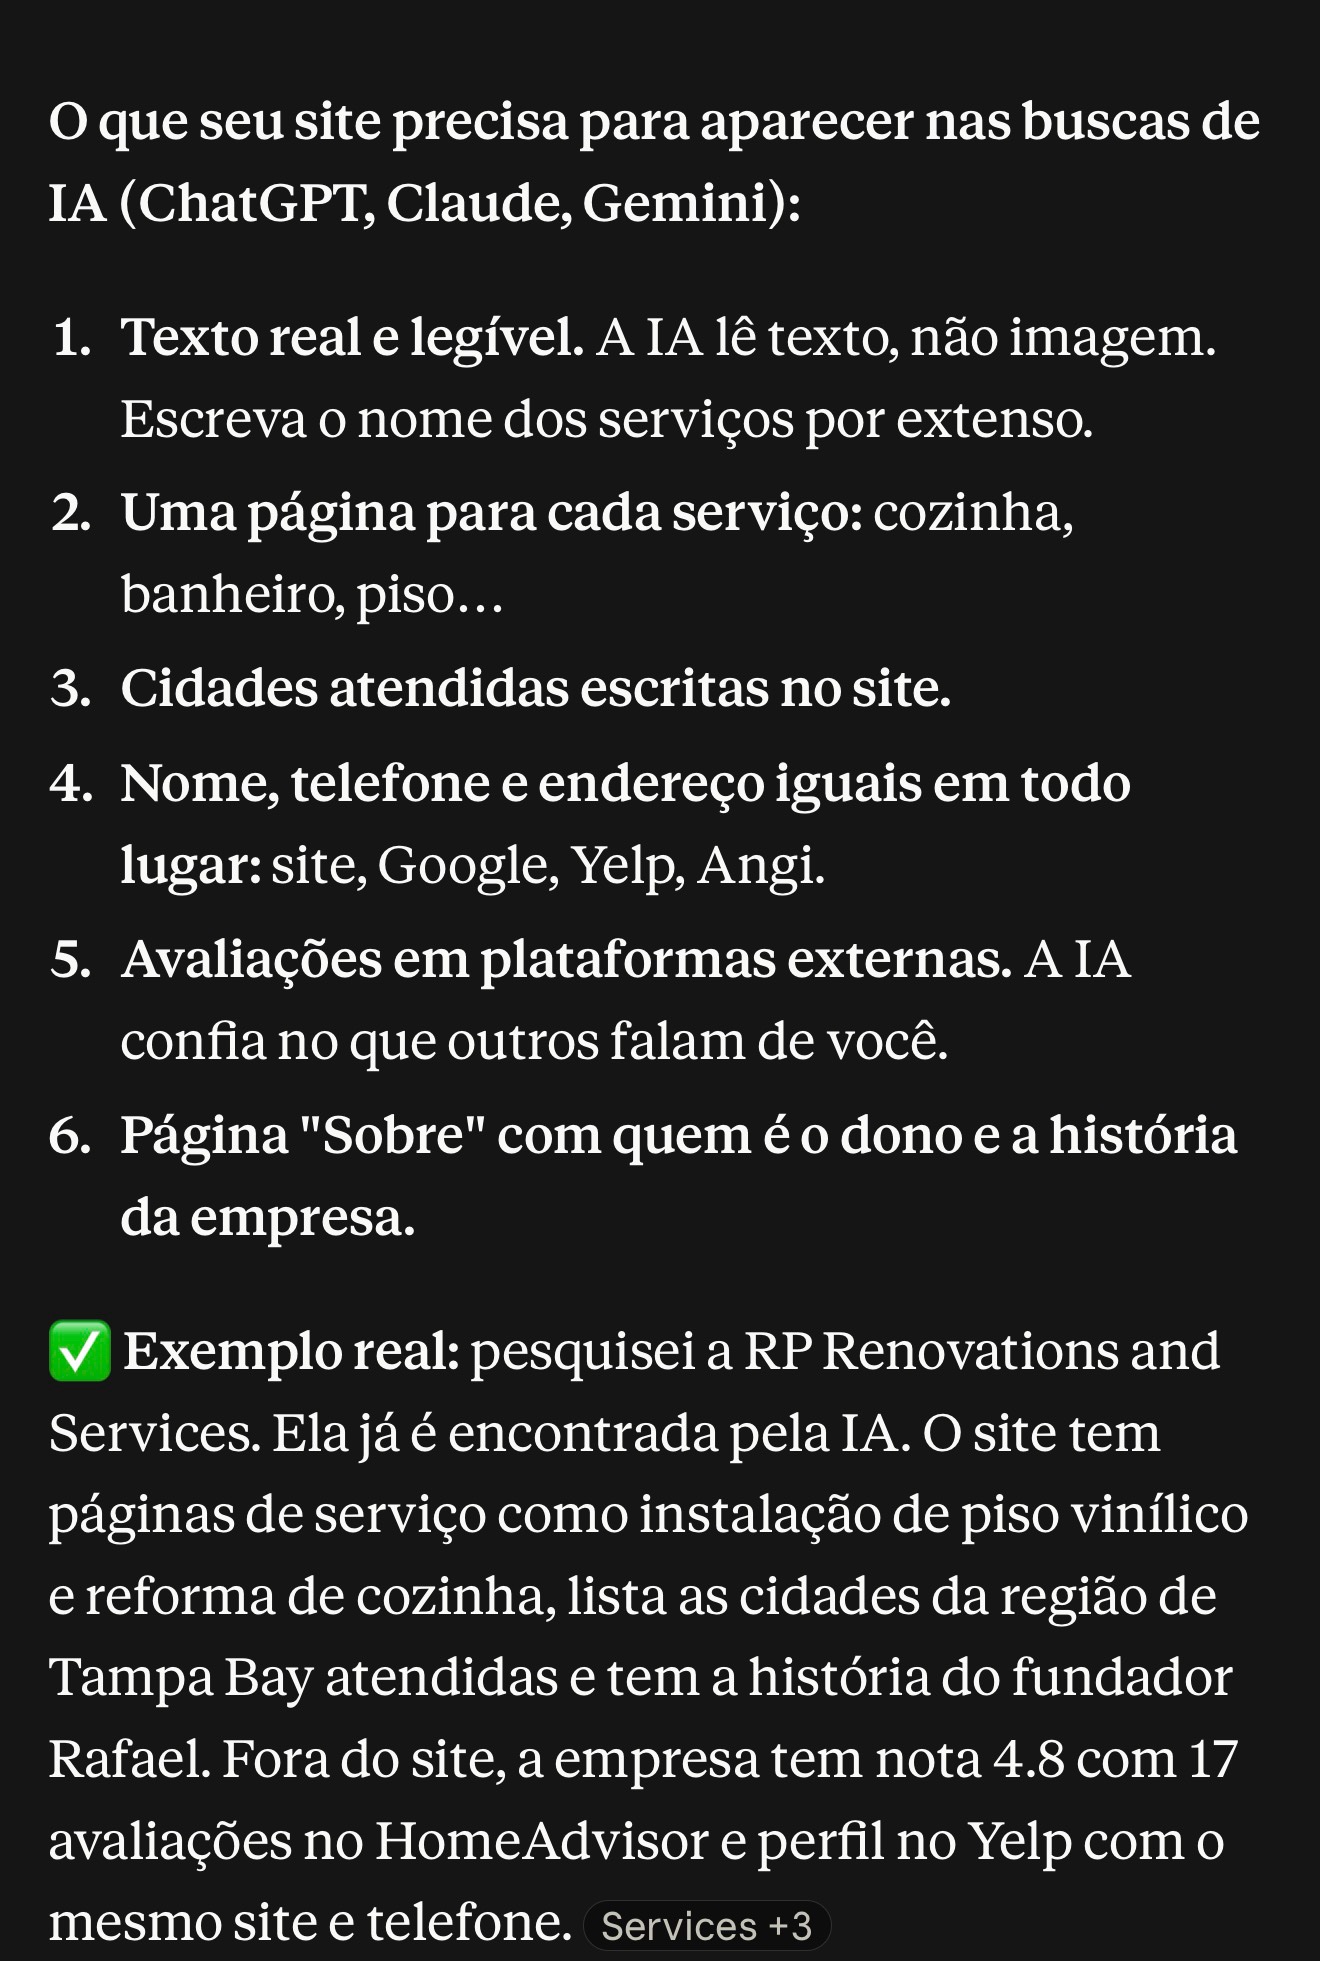 O que seu site precisa para aparecer nas buscas de
IA (ChatGPT, Claude, Gemini):
1. Texto real e legível. A IA lê texto, não imagem.
Escreva o nome dos serviços por extenso.
2. Uma página para cada serviço: cozinha,
banheiro, piso…
3. Cidades atendidas escritas no site.
4. Nome, telefone e endereço iguais em todo
lugar: site, Google, Yelp, Angi.
5. Avaliações em plataformas externas. A IA
confia no que outros falam de você.
6. Página "Sobre" com quem é o dono e a história
da empresa.
✅ Exemplo real: pesquisei a RP Renovations and
Services. Ela já é encontrada pela IA. O site tem
páginas de serviço como instalação de piso vinílico
e reforma de cozinha, lista as cidades da região de
Tampa Bay atendidas e tem a história do fundador
Rafael. Fora do site, a empresa tem nota 4.8 com 17
avaliações no HomeAdvisor e perfil no Yelp com o
mesmo site e telefone. Services +3